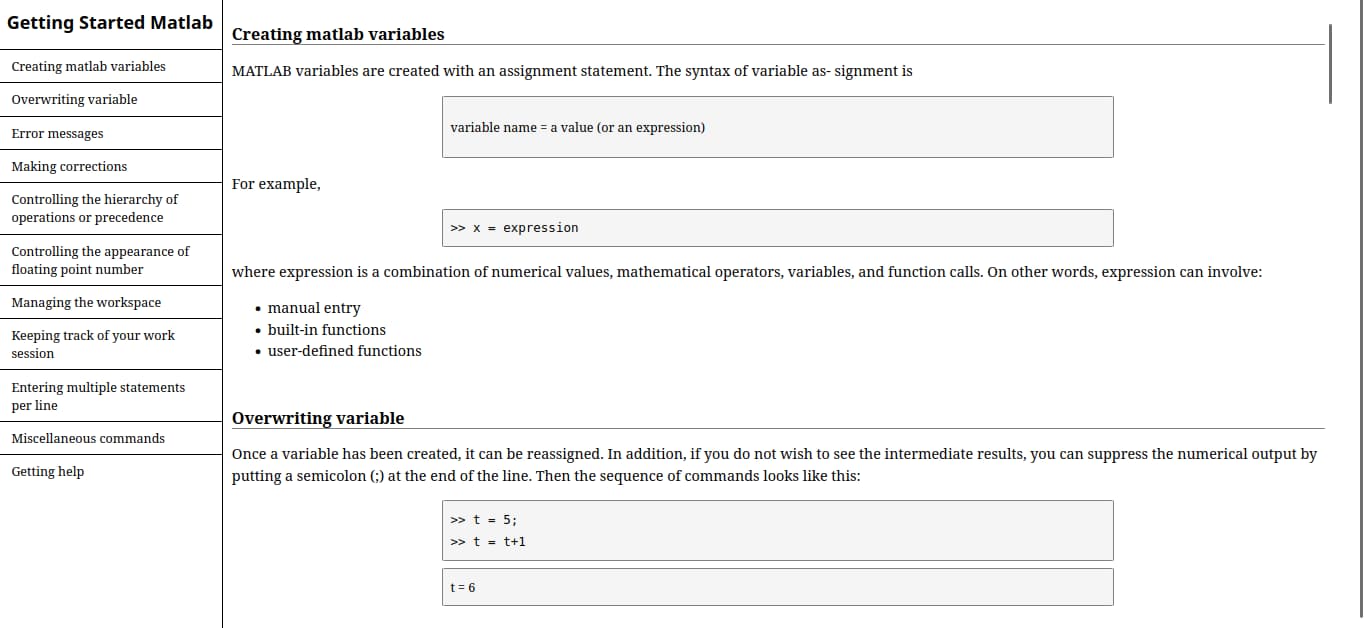 Getting Started Matlab
Creating matlab variables
Overwriting variable
Error messages
Making corrections
Controlling the hierarchy of
operations or precedence
Controlling the appearance of
floating point number
Managing the workspace
Keeping track of your work
session
Entering multiple statements
per line
Miscellaneous commands
Getting help
Creating matlab variables
MATLAB variables are created with an assignment statement. The syntax of variable as- signment is
variable name = a value (or an expression)
For example,
>> x = expression
where expression is a combination of numerical values, mathematical operators, variables, and function calls. On other words, expression can involve:
• manual entry
• built-in functions
• user-defined functions
Overwriting variable
Once a variable has been created, it can be reassigned. In addition, if you do not wish to see the intermediate results, you can suppress the numerical output by
putting a semicolon (;) at the end of the line. Then the sequence of commands looks like this:
>> t = 5;
>> t = t+1
t = 6